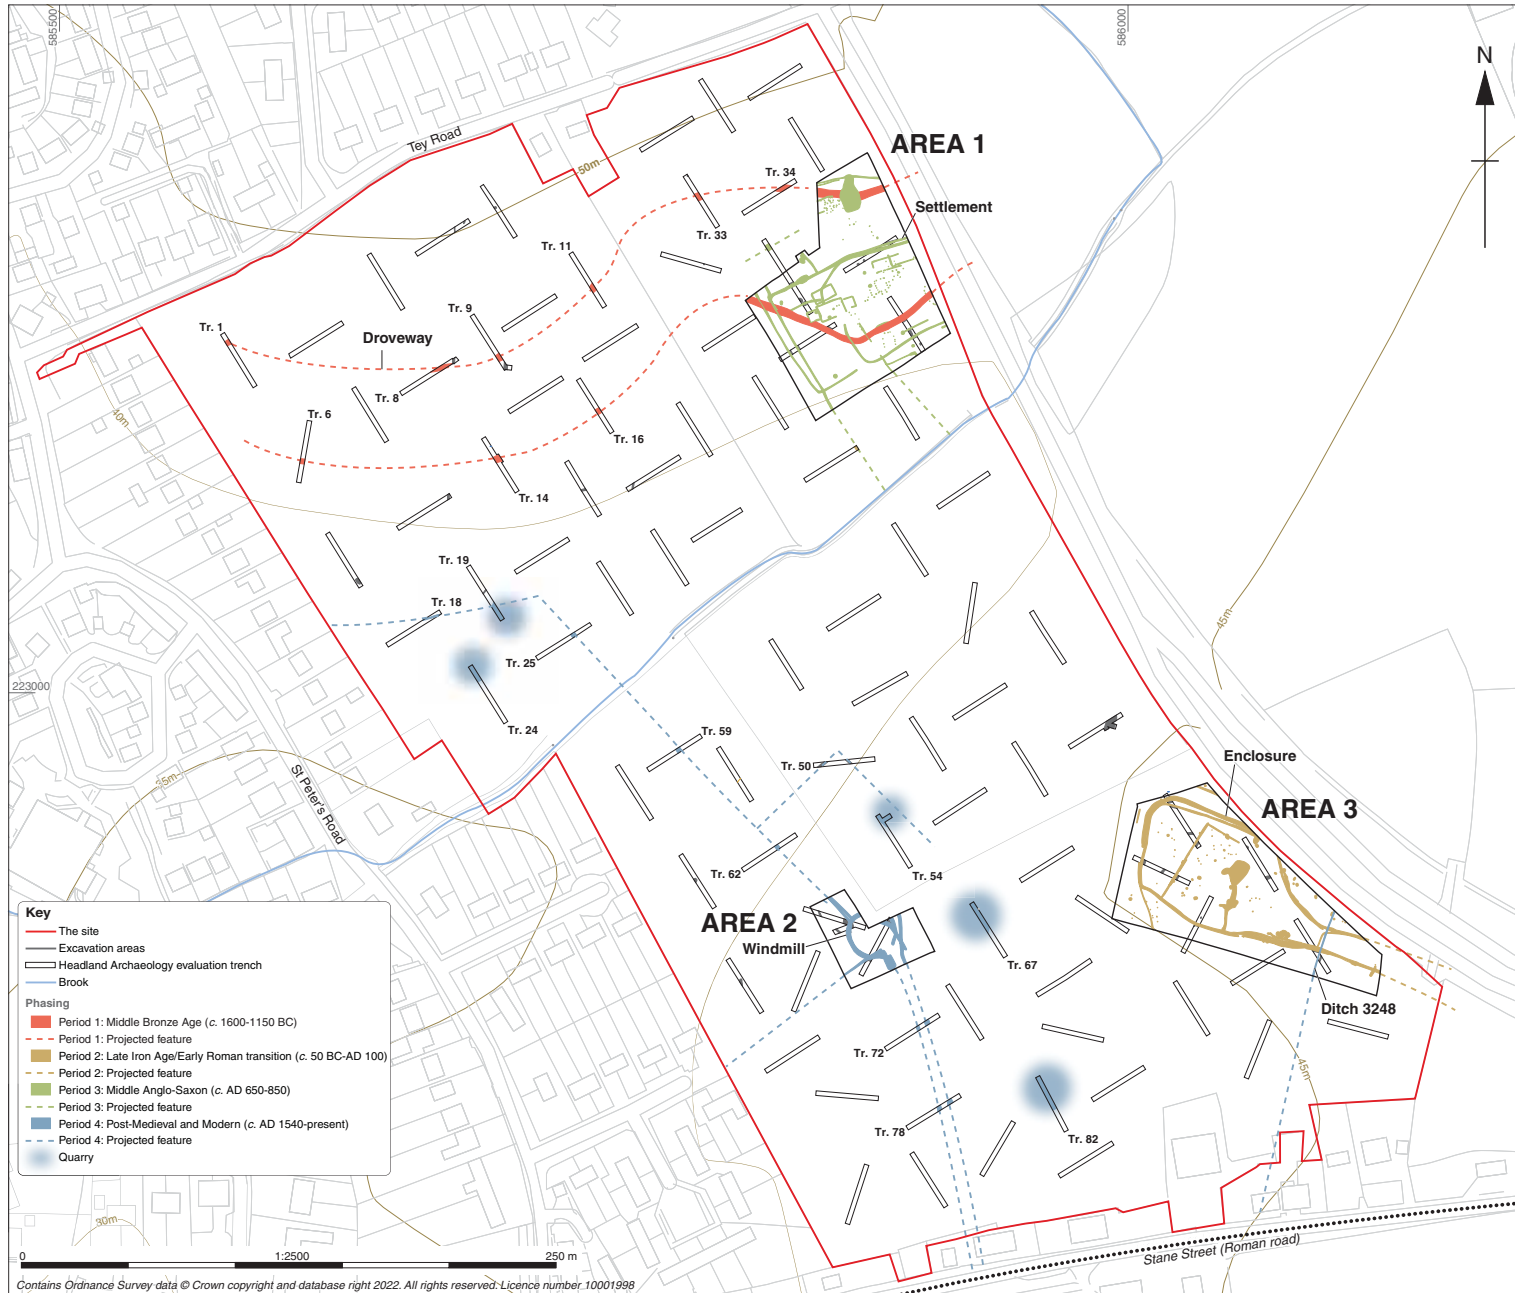 585500
586000
N
Tey Road
50m
AREA 1
Tr. 34
Settlement
Tr. 33
Tr. 11
Tr. 1
Tr. 9
Droveway
Tr. 8
Tr. 6
40m
Tr. 16
Tr. 14
Tr. 19
Tr. 18
45m
Tr. 25
223000
Tr. 24
Tr. 59
Tr. 50
Enclosure
35m
St Peter's Road
AREA 3
Tr. 62
Tr. 54
AREA 2
Windmill
Tr. 67
Ditch 3248
Tr. 72
45m
Tr. 78
Tr. 82
Key
The site
Excavation areas
Headland Archaeology evaluation trench
Brook
Phasing
Period 1: Middle Bronze Age (c. 1600-1150 BC)
Period 1: Projected feature
Period 2: Late Iron Age/Early Roman transition (c. 50 BC-AD 100)
Period 2: Projected feature
Period 3: Middle Anglo-Saxon (c. AD 650-850)
Period 3: Projected feature
Period 4: Post-Medieval and Modern (c. AD 1540-present)
Period 4: Projected feature
Quarry
30m
Stane Street (Roman road)
0 1:2500 250 m
Contains Ordnance Survey data © Crown copyright and database right 2022. All rights reserved. Licence number 10001998